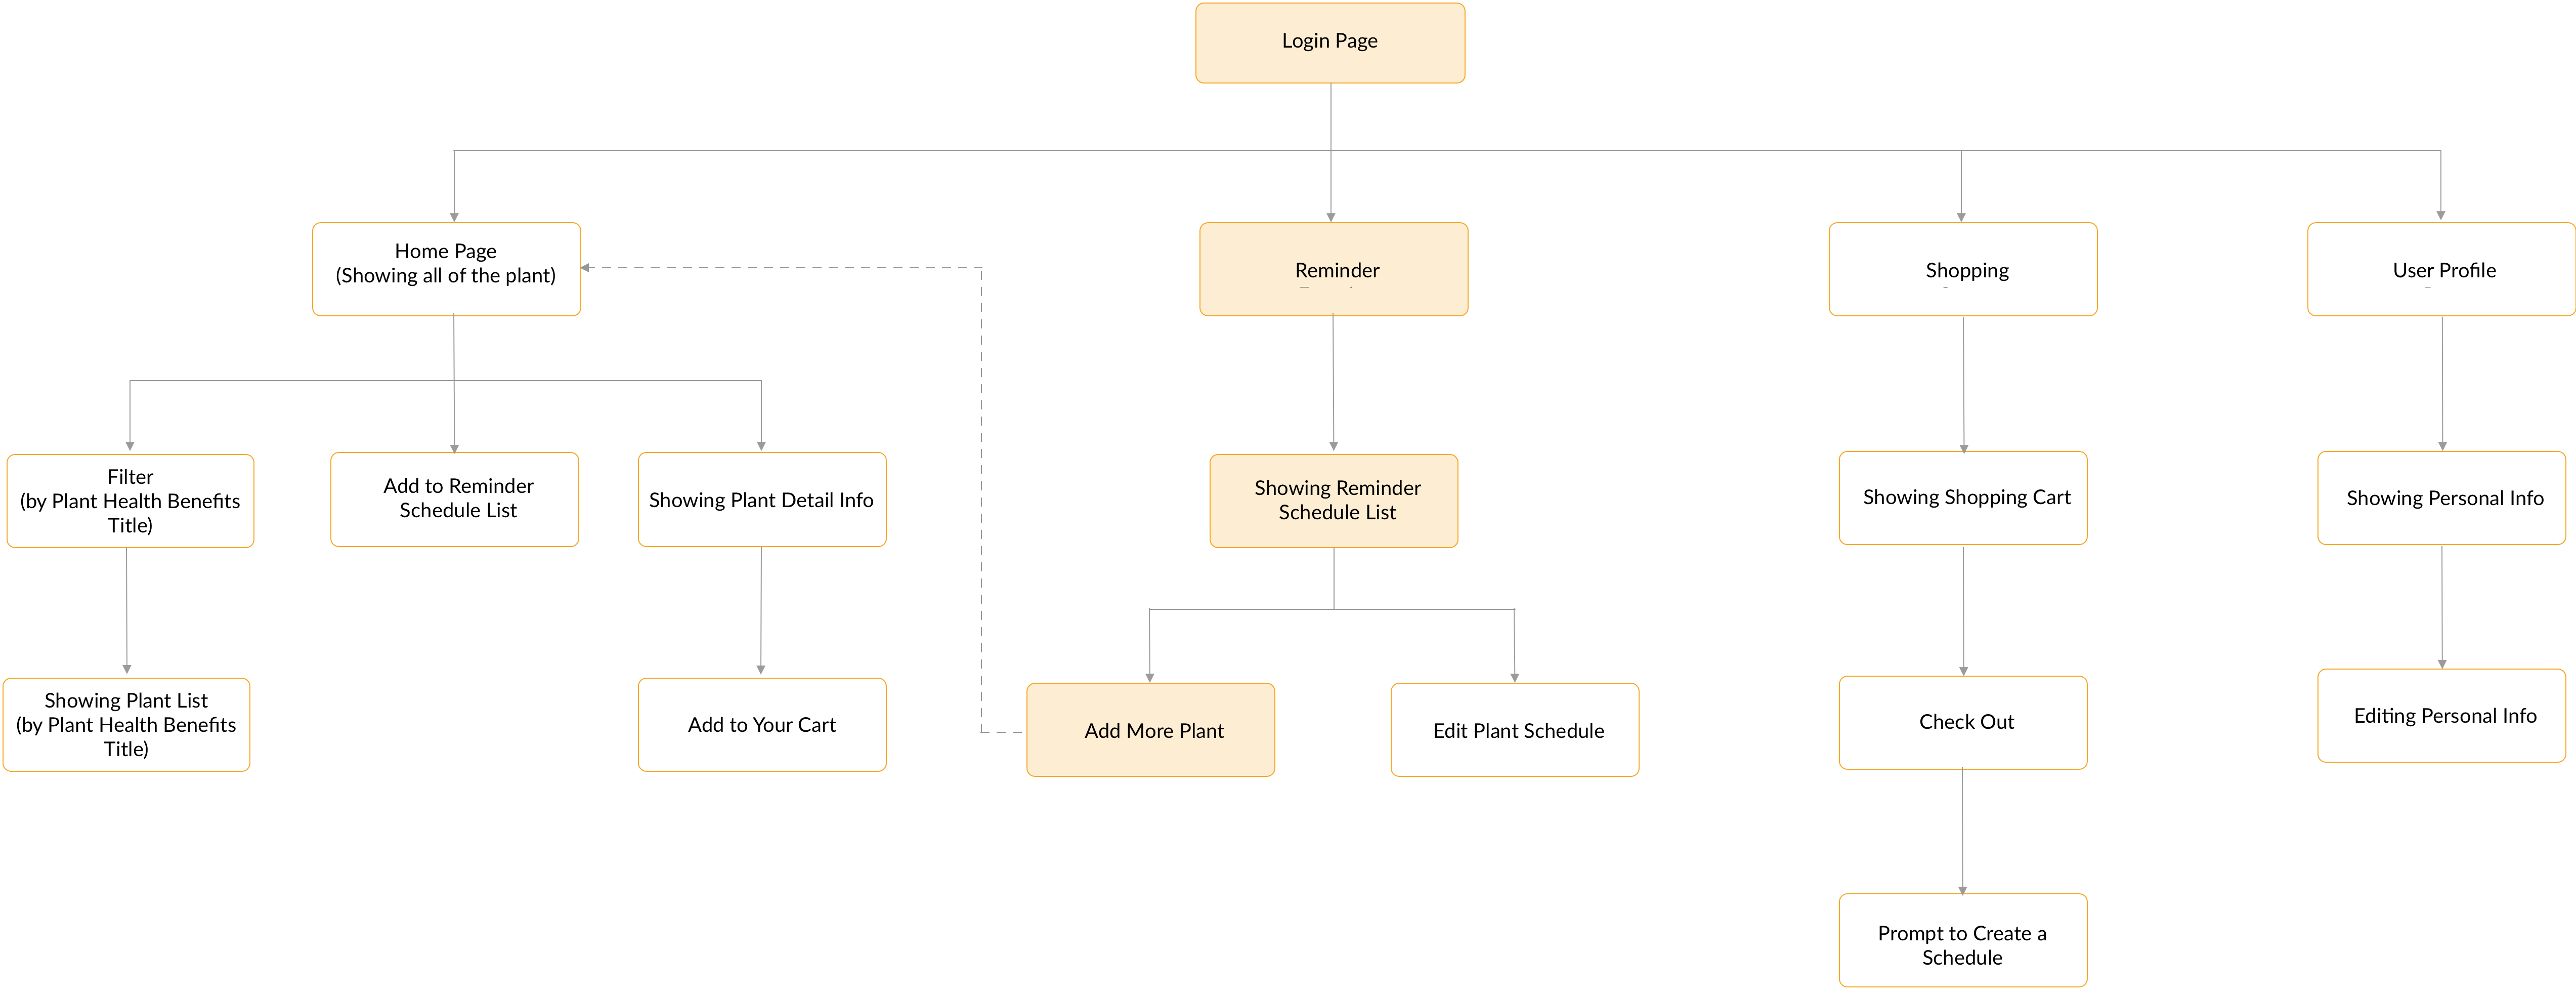 Login Page
Home Page
(Showing all of the plant)
Reminder
Shopping
User Profile
Filter
(by Plant Health Benefits
Title)
Add to Reminder
Schedule List
Showing Plant Detail Info
Showing Reminder
Schedule List
Showing Shopping Cart
Showing Personal Info
Showing Plant List
(by Plant Health Benefits
Title)
Add to Your Cart
Add More Plant
Edit Plant Schedule
Check Out
Editing Personal Info
Prompt to Create a
Schedule